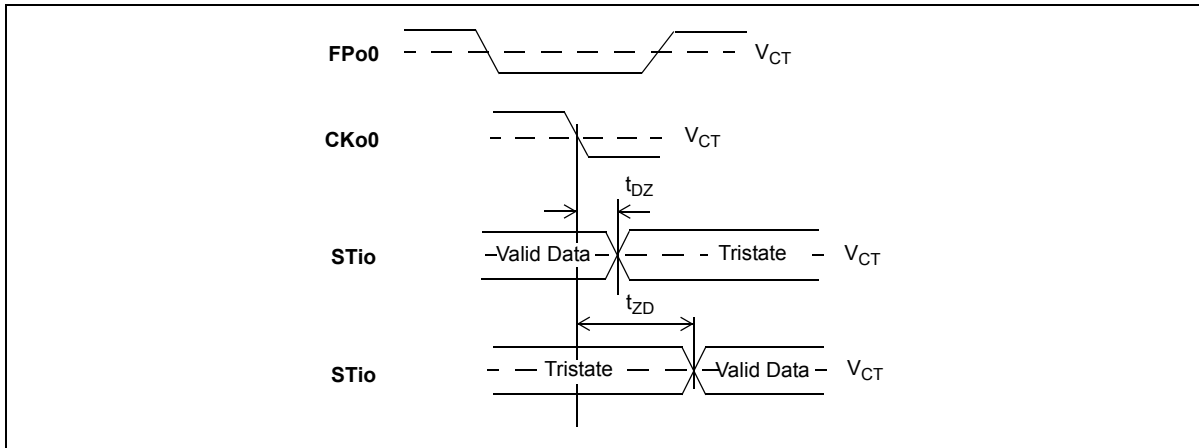 FPo0 V_CT
CKo0 V_CT
t_DZ
STio Valid Data Tristate V_CT
t_ZD
STio Tristate Valid Data V_CT